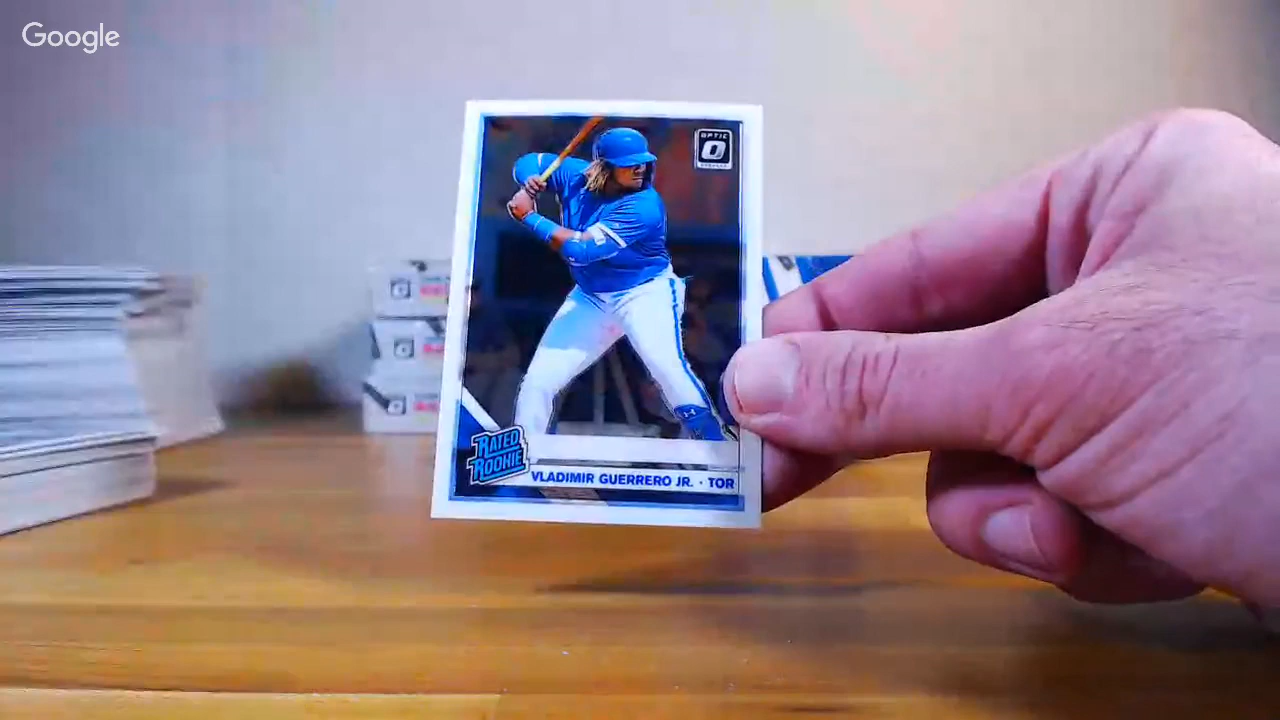 Google
OPTIC
O
RATED
ROOKIE
VLADIMIR GUERRERO JR. · TOR